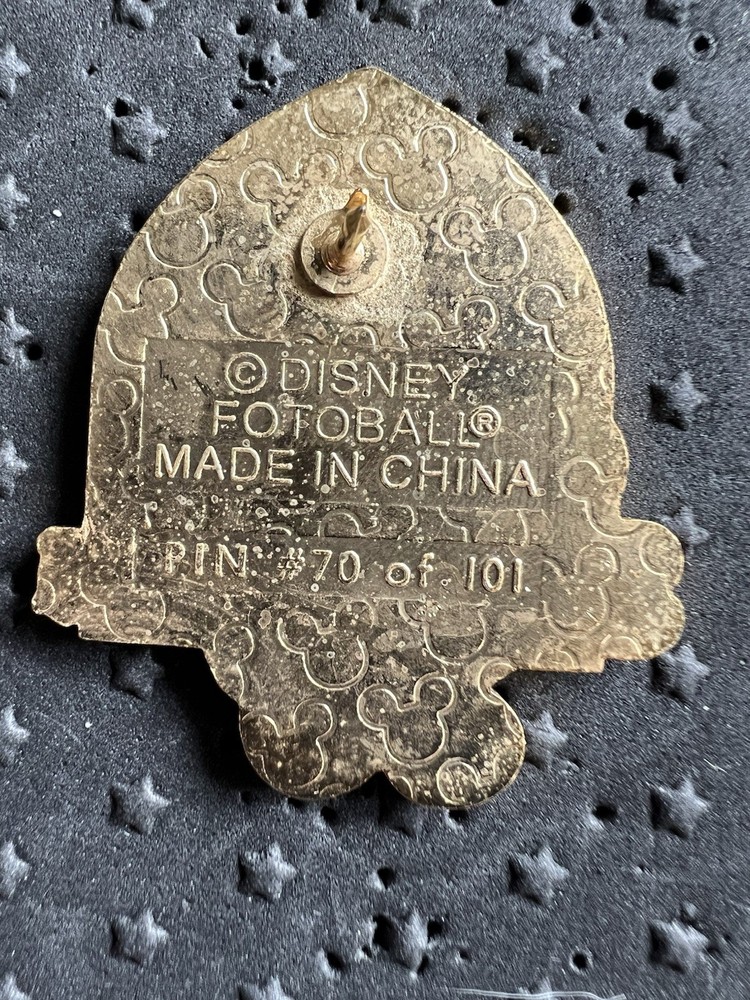 © DISNEY
FOTOBALL®
MADE IN CHINA
PIN #70 of 101